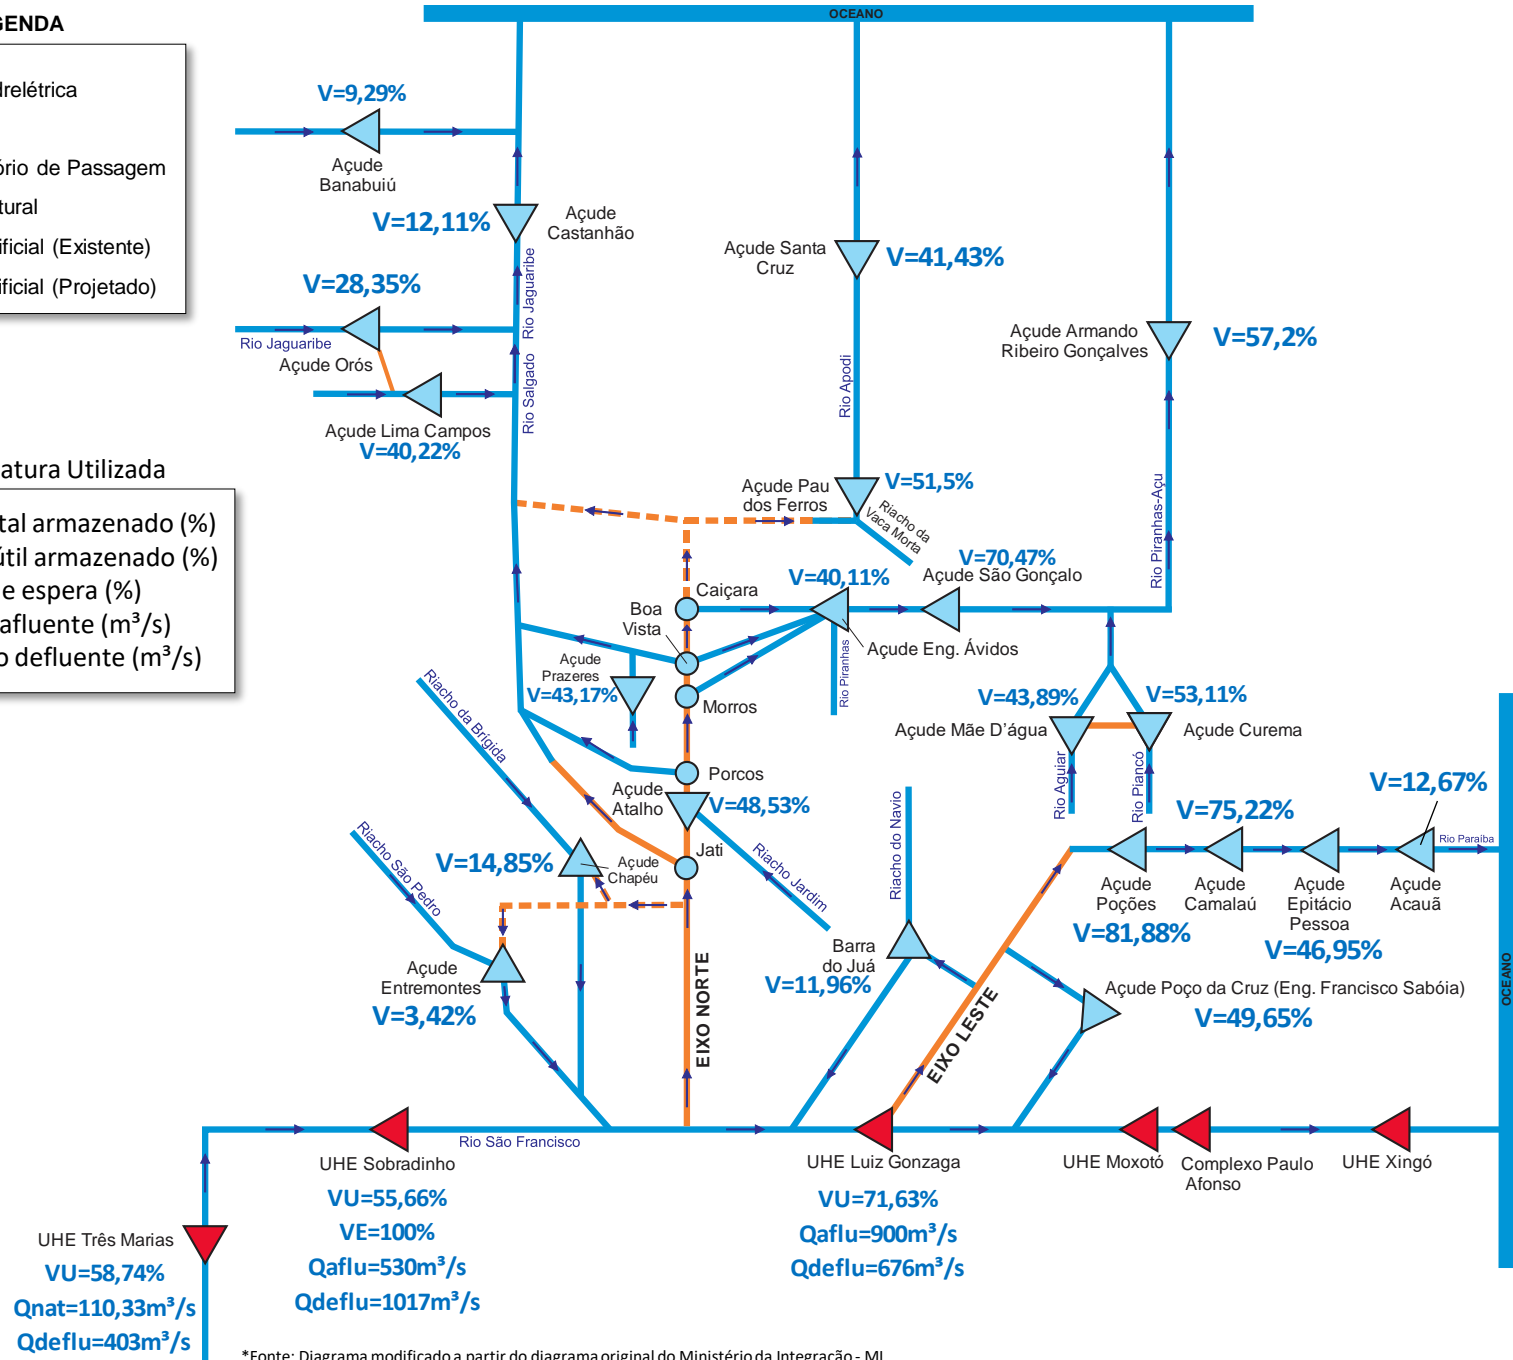 OCEANO
GENDA
drelétrica
ório de Passagem
tural
ificial (Existente)
ificial (Projetado)
V=9,29%
Açude
Banabuiú
V=12,11%
Açude
Castanhão
V=28,35%
Rio Jaguaribe
Açude Orós
Rio Jaguaribe
Rio Salgado
Açude Lima Campos
V=40,22%
Açude Santa
Cruz
V=41,43%
Rio Apodi
Açude Armando
Ribeiro Gonçalves
V=57,2%
Rio Piranhas-Açu
atura Utilizada
tal armazenado (%)
útil armazenado (%)
e espera (%)
afluente (m³/s)
o defluente (m³/s)
Açude Pau
dos Ferros
V=51,5%
Riacho da
Vaca Morta
V=70,47%
Açude São Gonçalo
V=40,11%
Açude Eng. Ávidos
Rio Piranhas
Caiçara
Boa
Vista
Morros
Açude
Prazeres
V=43,17%
Porcos
Açude
Atalho
V=48,53%
Jati
Riacho Jardim
Riacho da Brígida
Riacho São Pedro
V=14,85%
Açude
Chapéu
Açude
Entremontes
V=3,42%
EIXO NORTE
V=43,89%
Açude Mãe D’água
Rio Aguiar
V=53,11%
Açude Curema
Rio Piancó
V=12,67%
V=75,22%
Rio Paraíba
Açude
Poções
V=81,88%
Açude
Camalaú
Açude
Epitácio
Pessoa
V=46,95%
Açude
Acauã
Riacho do Navio
Barra
do Juá
V=11,96%
EIXO LESTE
Açude Poço da Cruz (Eng. Francisco Sabóia)
V=49,65%
OCEANO
Rio São Francisco
UHE Sobradinho
VU=55,66%
VE=100%
Qaflu=530m³/s
Qdeflu=1017m³/s
UHE Luiz Gonzaga
VU=71,63%
Qaflu=900m³/s
Qdeflu=676m³/s
UHE Moxotó
Complexo Paulo
Afonso
UHE Xingó
UHE Três Marias
VU=58,74%
Qnat=110,33m³/s
Qdeflu=403m³/s
*Fonte: Diagrama modificado a partir do diagrama original do Ministério da Integração - MI